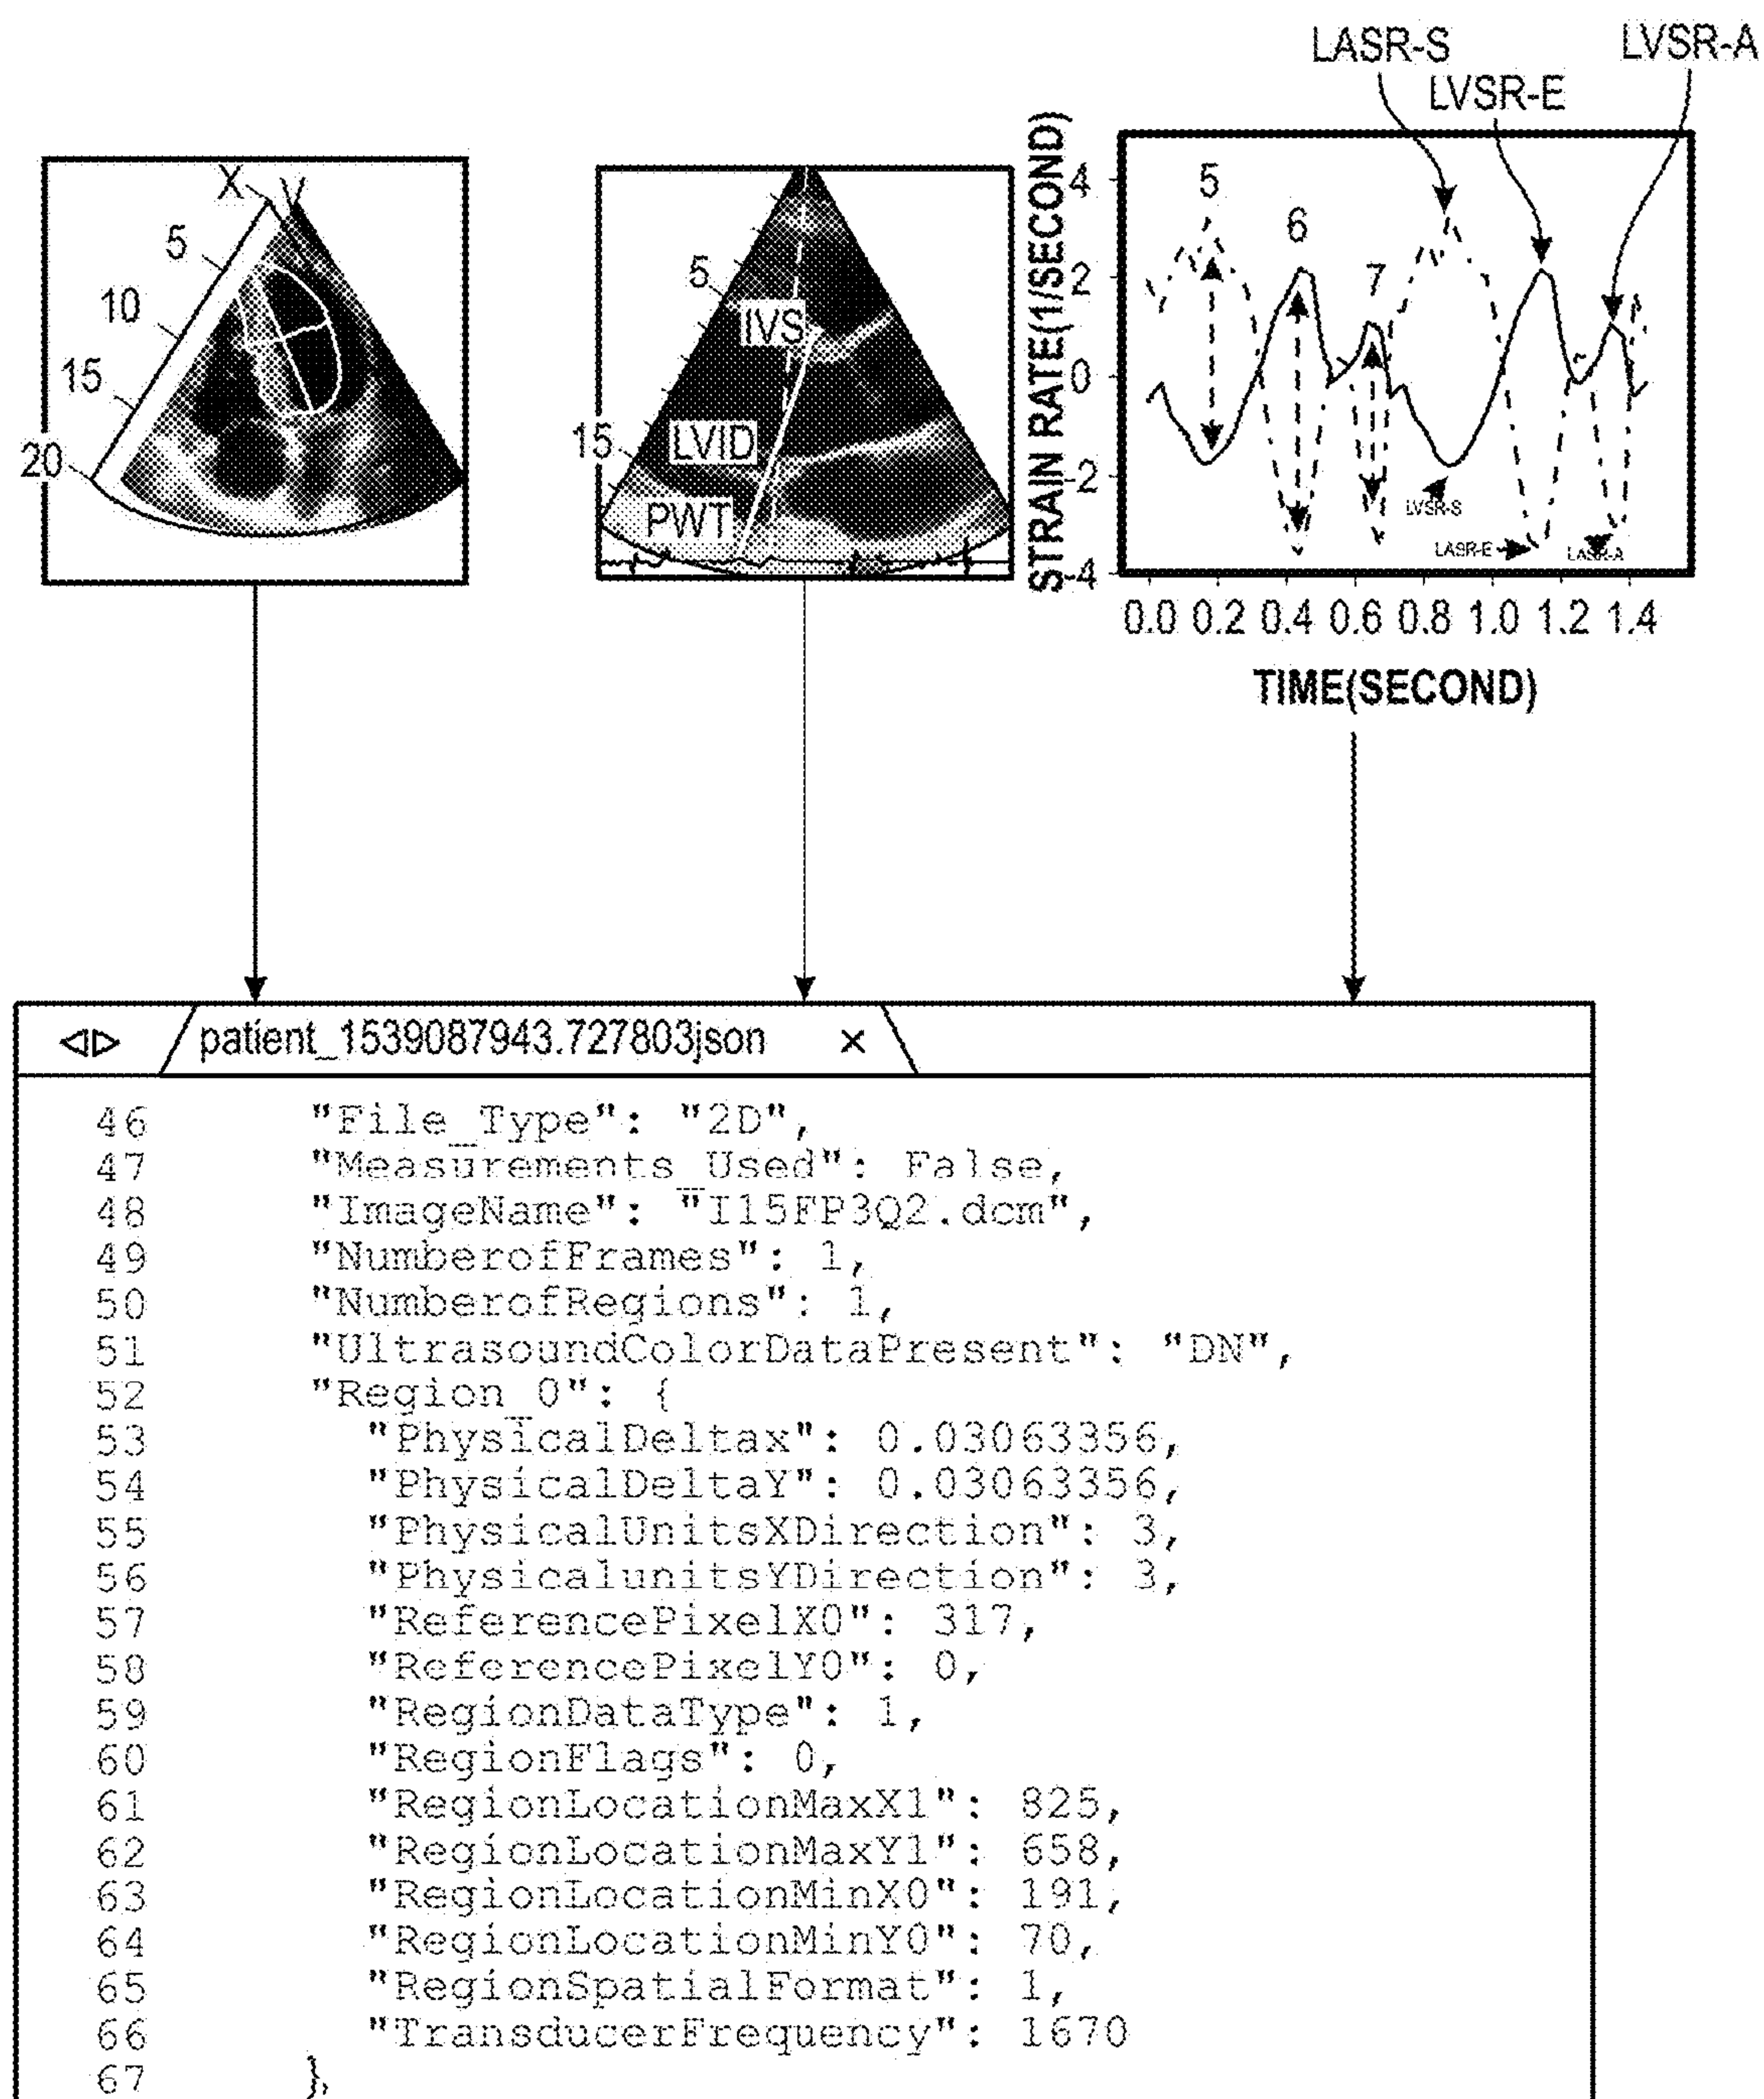 LASR-S
LVSR-E
LVSR-A
X V
5
10
15
20
5
IVS
15
LVID
PWT
STRAIN RATE(1/SECOND)
4
2
0
-2
-4
5
6
7
LVSR-S
LASR-E
LASR-A
0.0 0.2 0.4 0.6 0.8 1.0 1.2 1.4
TIME(SECOND)
patient_1539087943.727803json ×
46 "File_Type": "2D",
47 "Measurements_Used": False,
48 "ImageName": "I15FP3Q2.dcm",
49 "NumberofFrames": 1,
50 "NumberofRegions": 1,
51 "UltrasoundColorDataPresent": "DN",
52 "Region_0": {
53 "PhysicalDeltax": 0.03063356,
54 "PhysicalDeltaY": 0.03063356,
55 "PhysicalUnitsXDirection": 3,
56 "PhysicalunitsYDirection": 3,
57 "ReferencePixelX0": 317,
58 "ReferencePixelY0": 0,
59 "RegionDataType": 1,
60 "RegionFlags": 0,
61 "RegionLocationMaxX1": 825,
62 "RegionLocationMaxY1": 658,
63 "RegionLocationMinX0": 191,
64 "RegionLocationMinY0": 70,
65 "RegionSpatialFormat": 1,
66 "TransducerFrequency": 1670
67 },